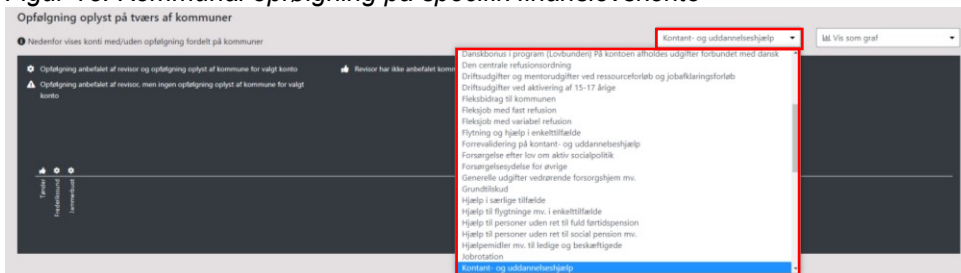 Figur 16: Kommunal opfølgning på specifik finanslovskonto
Opfølgning oplyst på tværs af kommuner
Nedenfor vises konti med/uden opfølgning fordelt på kommuner
Kontant- og uddannelseshjælp
Vis som graf
Opfølgning anbefalet af revisor og opfølgning oplyst af kommune for valgt konto
Revisor har ikke anbefalet
Opfølgning anbefalet af revisor, men ingen opfølgning oplyst af kommune for valgt
konto
Tønder
Frederikssund
Jammerbugt
Danskbonus i program (Lovbunden) På kontoen afholdes udgifter forbundet med dansk
Den centrale refusionsordning
Driftsudgifter og mentorudgifter ved ressourceforløb og jobafklaringsforløb
Driftsudgifter ved aktivering af 15-17 årige
Fleksbidrag til kommunen
Fleksjob med fast refusion
Fleksjob med variabel refusion
Flytning og hjælp i enkelttilfælde
Forrevalidering på kontant- og uddannelseshjælp
Forsørgelse efter lov om aktiv socialpolitik
Forsørgelsesydelse for øvrige
Generelle udgifter vedrørende forsorgshjem mv.
Grundtilskud
Hjælp i særlige tilfælde
Hjælp til flygtninge mv. i enkelttilfælde
Hjælp til personer uden ret til fuld førtidspension
Hjælp til personer uden ret til social pension mv.
Hjælpemidler mv. til ledige og beskæftigede
Jobrotation
Kontant- og uddannelseshjælp